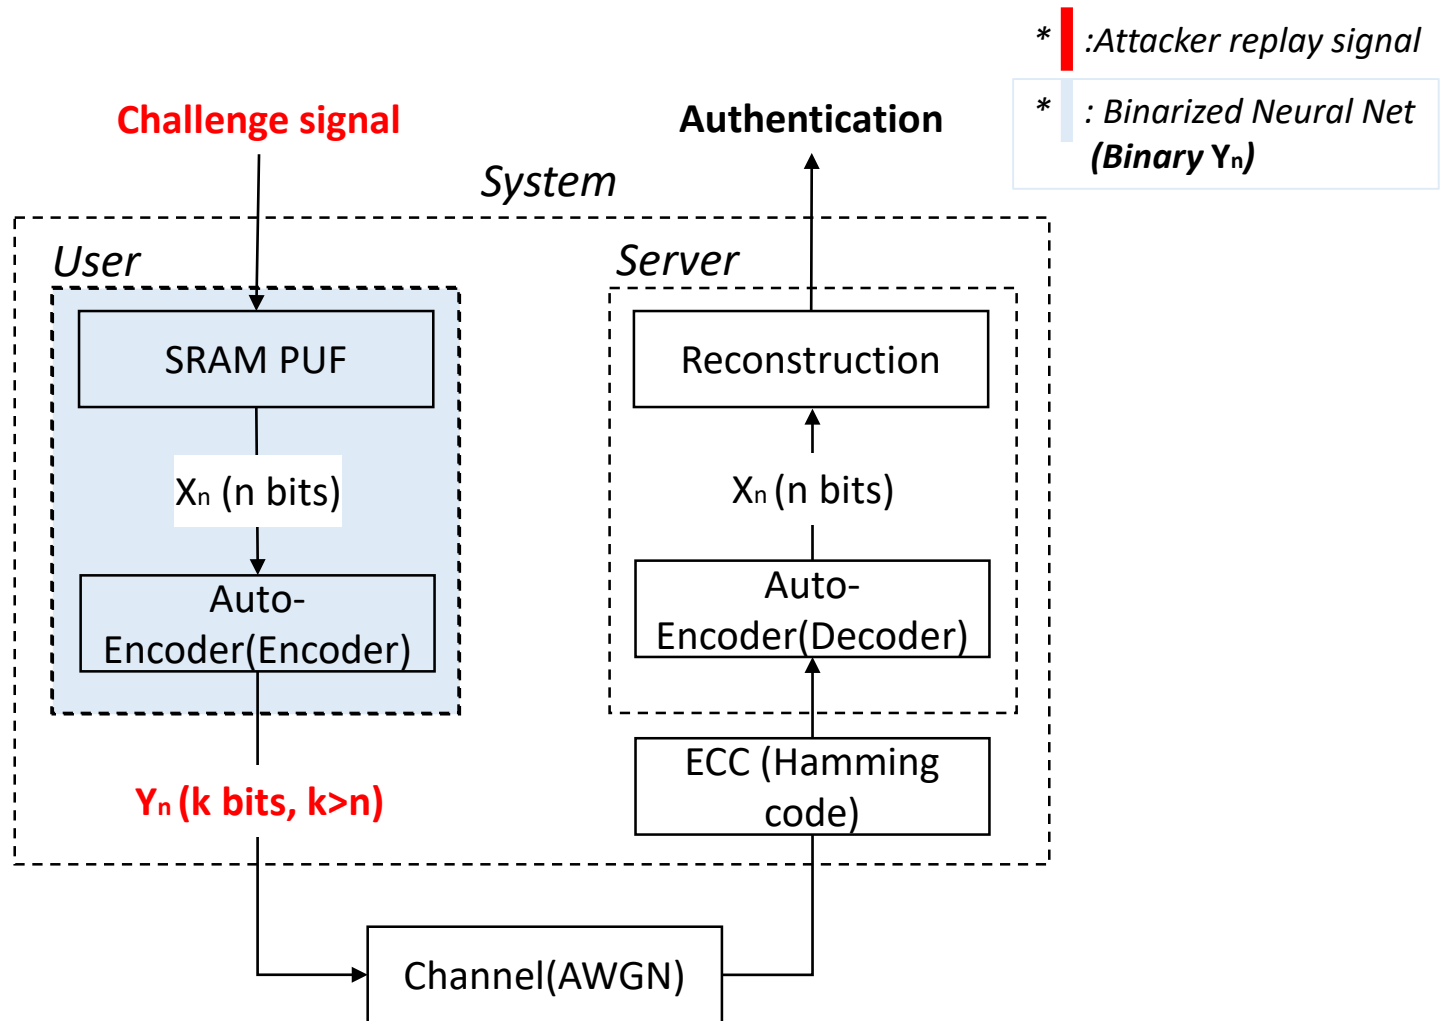 * :Attacker replay signal
* : Binarized Neural Net
(Binary Yn)
Challenge signal
Authentication
System
User
Server
SRAM PUF
Reconstruction
Xn (n bits)
Xn (n bits)
Auto-
Encoder(Encoder)
Auto-
Encoder(Decoder)
Yn (k bits, k>n)
ECC (Hamming
code)
Channel(AWGN)